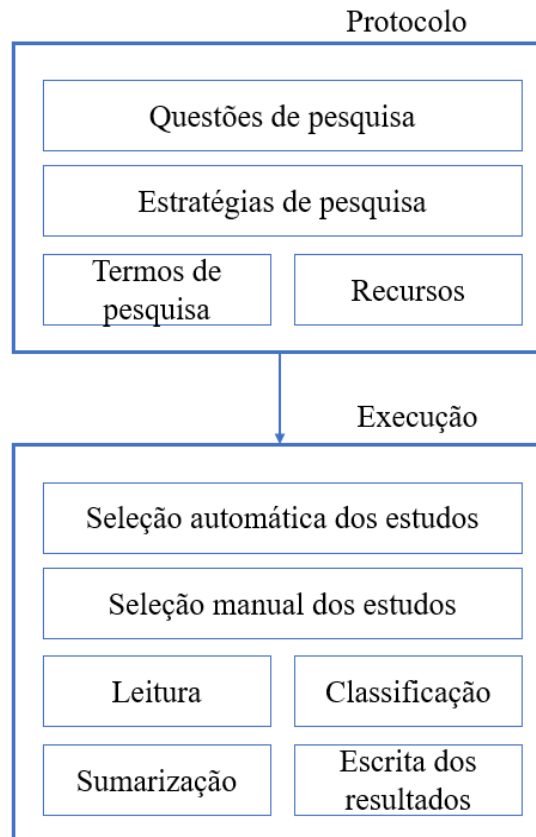 Protocolo
Questões de pesquisa
Estratégias de pesquisa
Termos de
pesquisa
Recursos
Execução
Seleção automática dos estudos
Seleção manual dos estudos
Leitura
Classificação
Sumarização
Escrita dos
resultados